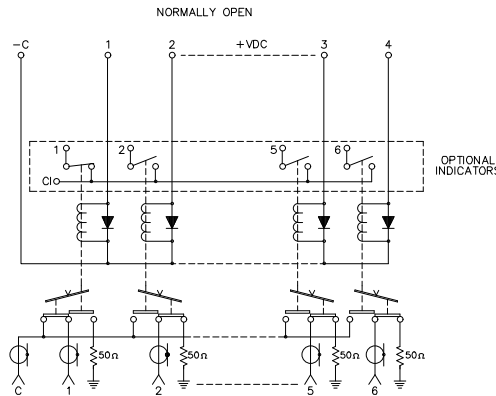 NORMALLY OPEN
-C 1 2 +VDC 3 4
1 2 5 6
CI
OPTIONAL
INDICATORS
50Ω 50Ω 50Ω 50Ω
C 1 2 5 6